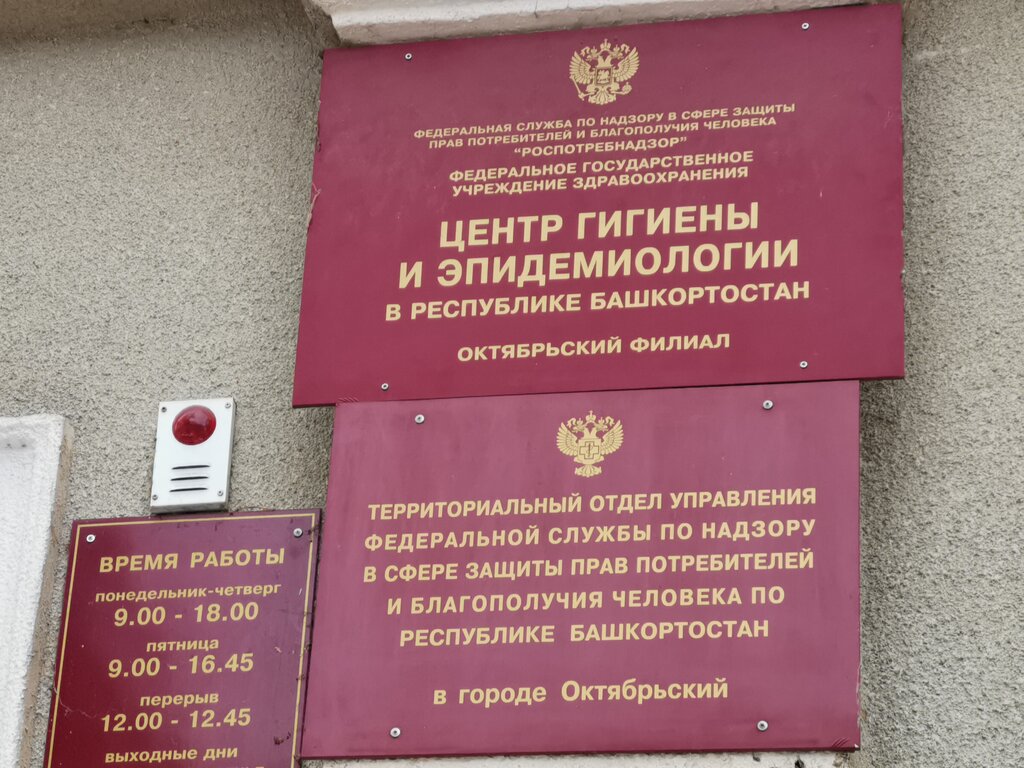 ФЕДЕРАЛЬНАЯ СЛУЖБА ПО НАДЗОРУ В СФЕРЕ ЗАЩИТЫ
ПРАВ ПОТРЕБИТЕЛЕЙ И БЛАГОПОЛУЧИЯ ЧЕЛОВЕКА
"РОСПОТРЕБНАДЗОР"
ФЕДЕРАЛЬНОЕ ГОСУДАРСТВЕННОЕ
УЧРЕЖДЕНИЕ ЗДРАВООХРАНЕНИЯ
ЦЕНТР ГИГИЕНЫ
И ЭПИДЕМИОЛОГИИ
В РЕСПУБЛИКЕ БАШКОРТОСТАН
ОКТЯБРЬСКИЙ ФИЛИАЛ
ТЕРРИТОРИАЛЬНЫЙ ОТДЕЛ УПРАВЛЕНИЯ
ФЕДЕРАЛЬНОЙ СЛУЖБЫ ПО НАДЗОРУ
В СФЕРЕ ЗАЩИТЫ ПРАВ ПОТРЕБИТЕЛЕЙ
И БЛАГОПОЛУЧИЯ ЧЕЛОВЕКА ПО
РЕСПУБЛИКЕ БАШКОРТОСТАН
в городе Октябрьский
ВРЕМЯ РАБОТЫ
понедельник-четверг
9.00 - 18.00
пятница
9.00 - 16.45
перерыв
12.00 - 12.45
выходные дни